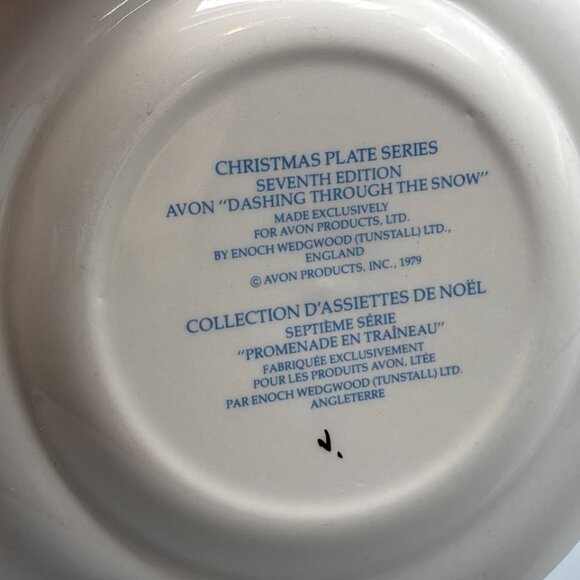 CHRISTMAS PLATE SERIES
SEVENTH EDITION
AVON "DASHING THROUGH THE SNOW"
MADE EXCLUSIVELY
FOR AVON PRODUCTS, LTD.
BY ENOCH WEDGWOOD (TUNSTALL) LTD.,
ENGLAND
© AVON PRODUCTS, INC., 1979
COLLECTION D'ASSIETTES DE NOËL
SEPTIÈME SÉRIE
"PROMENADE EN TRAÎNEAU"
FABRIQUÉE EXCLUSIVEMENT
POUR LES PRODUITS AVON, LTÉE
PAR ENOCH WEDGWOOD (TUNSTALL) LTD.
ANGLETERRE
V.